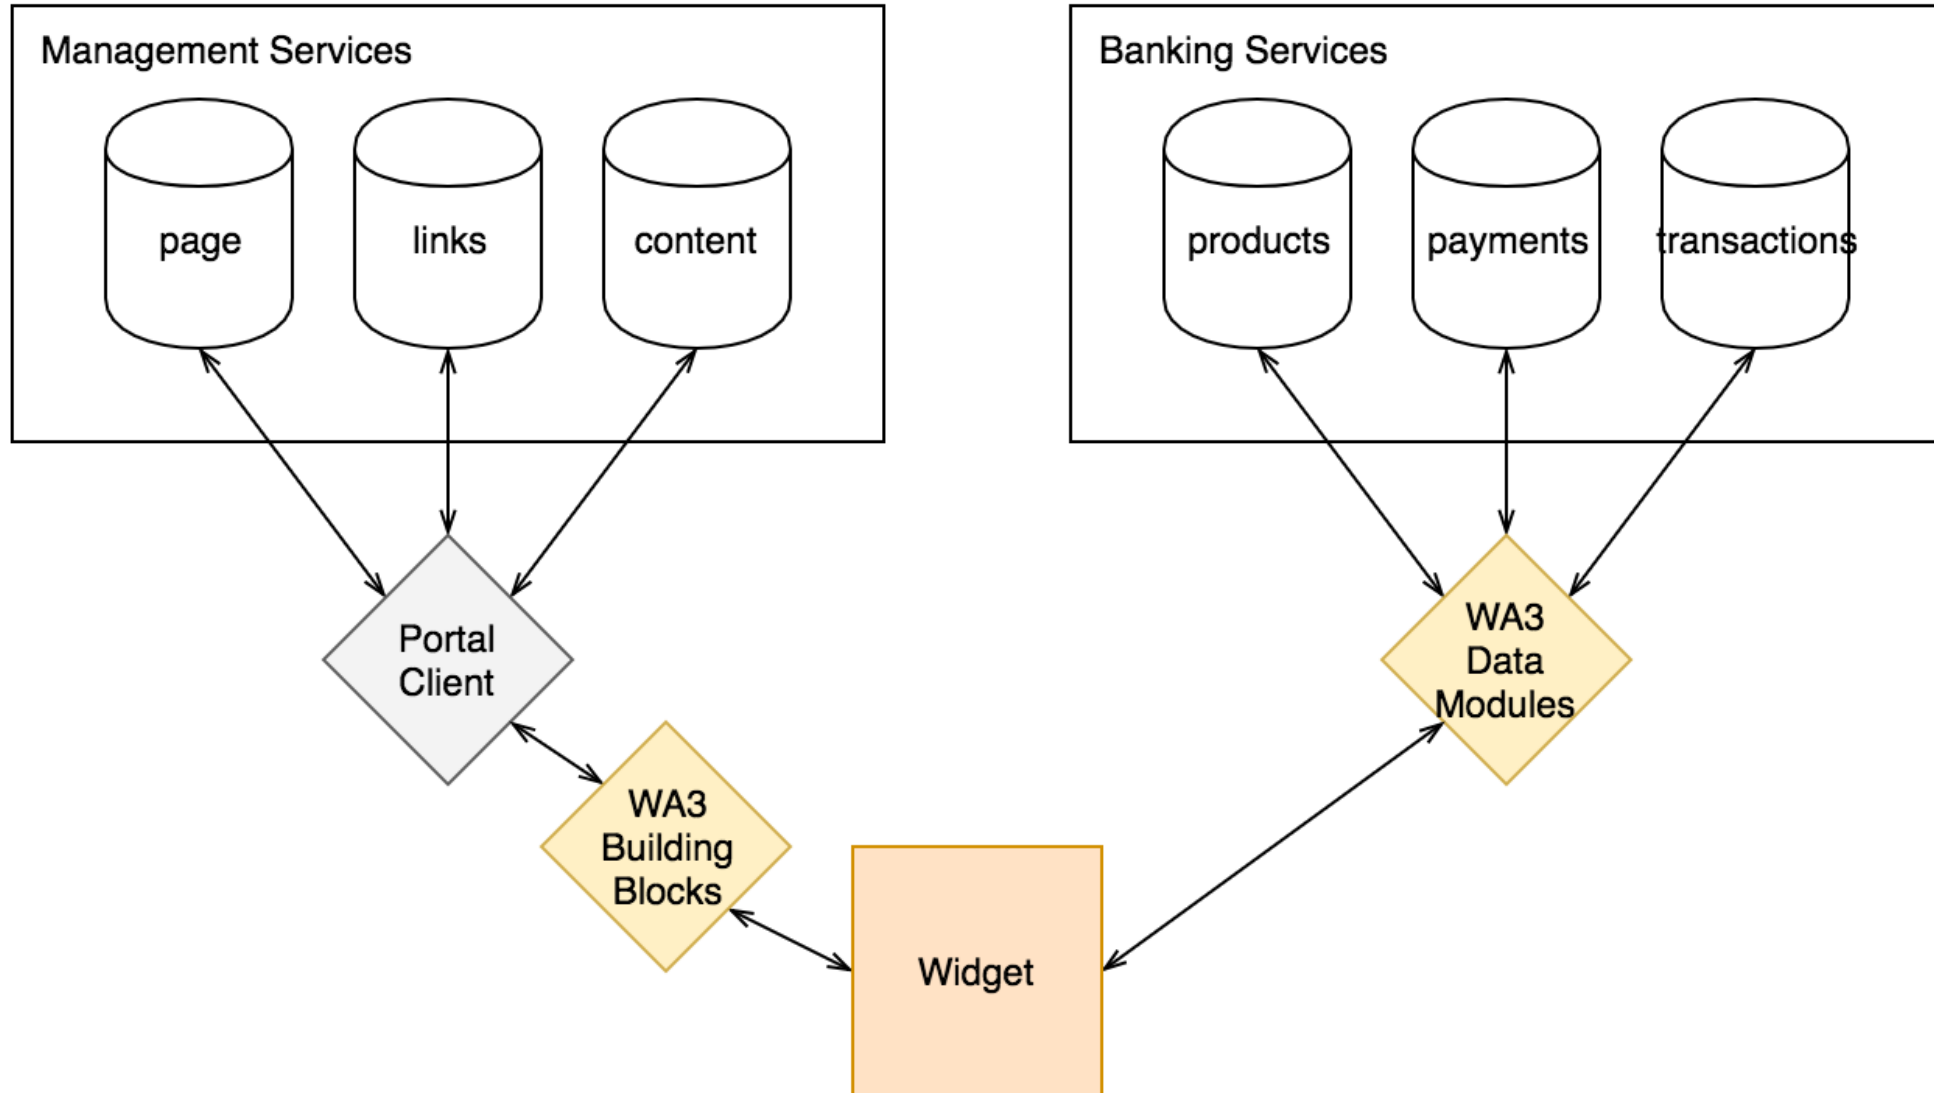 Management Services
page
links
content
Banking Services
products
payments
transactions
Portal
Client
WA3
Building
Blocks
WA3
Data
Modules
Widget